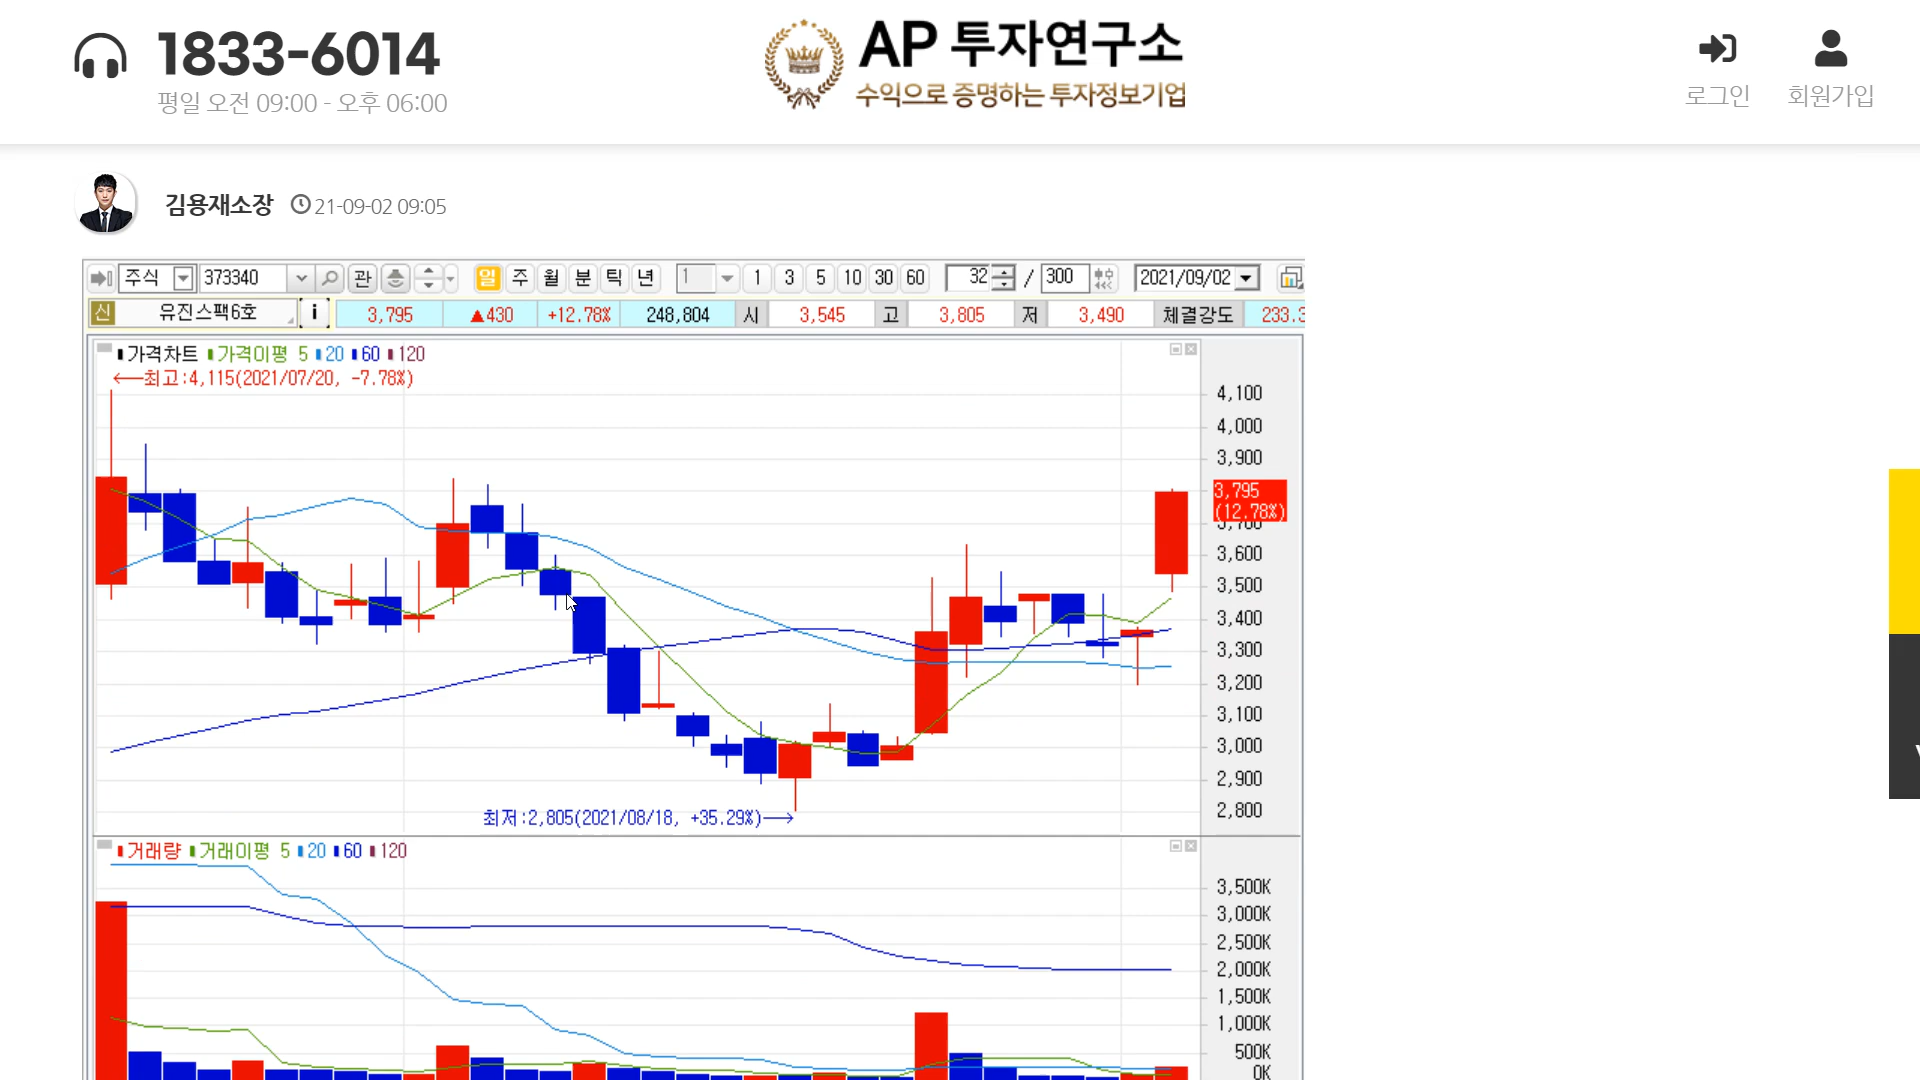 1833-6014
평일 오전 09:00 - 오후 06:00
AP 투자연구소
수익으로 증명하는 투자정보기업
로그인
회원가입
김용재소장 21-09-02 09:05
주식 373340 관 일 주 월 분 틱 년 1 1 3 5 10 30 60 32 / 300 2021/09/02
신 유진스팩6호 i 3,795 ▲430 +12.78% 248,804 시 3,545 고 3,805 저 3,490 체결강도 233.3
가격차트 가격이평 5 20 60 120
←최고:4,115(2021/07/20, -7.78%)
4,100
4,000
3,900
3,795
(12.78%)
3,700
3,600
3,500
3,400
3,300
3,200
3,100
3,000
2,900
2,800
최저:2,805(2021/08/18, +35.29%)→
거래량 거래이평 5 20 60 120
3,500K
3,000K
2,500K
2,000K
1,500K
1,000K
500K
0K